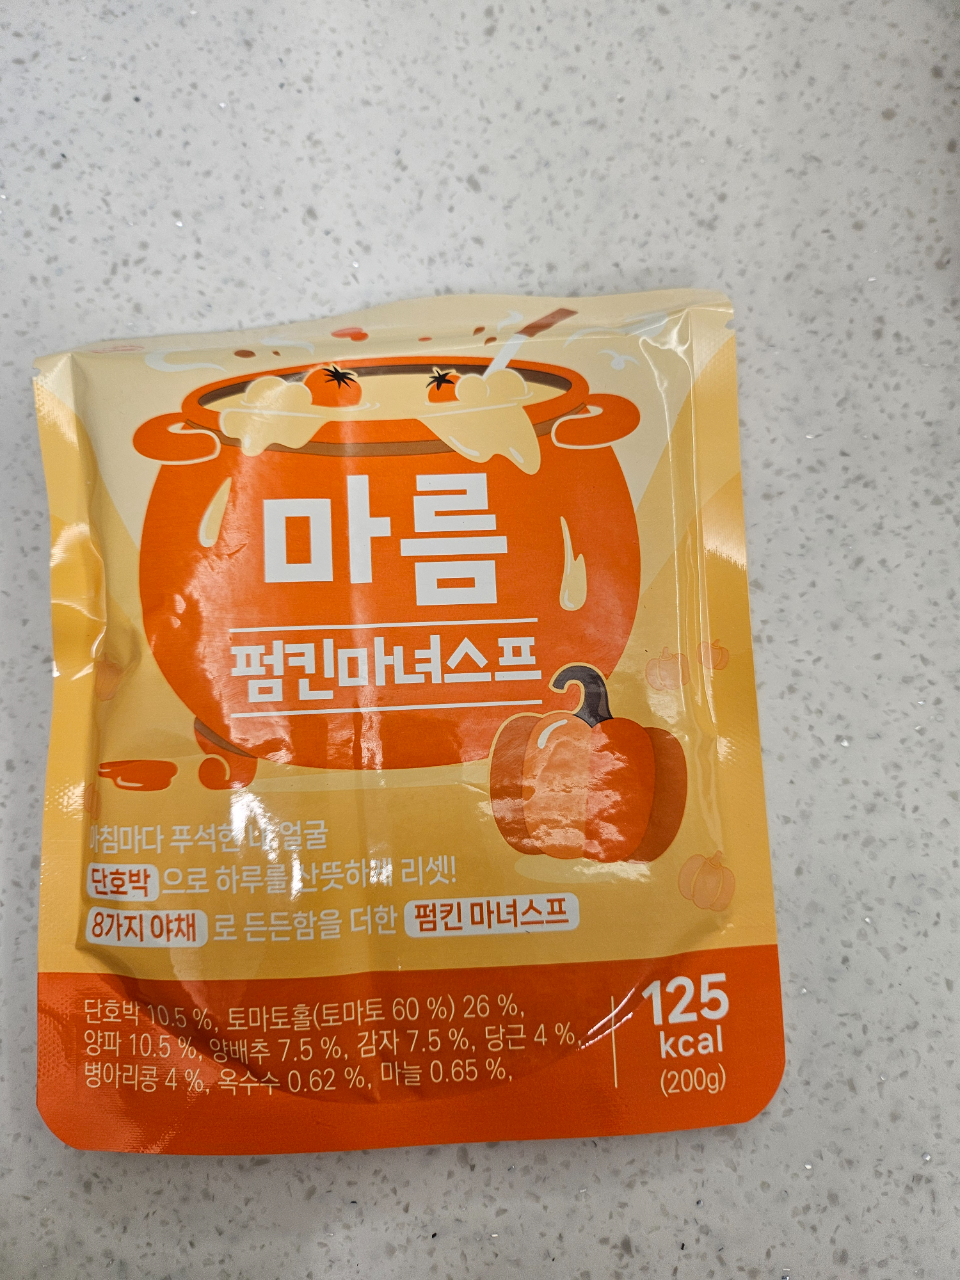 마름
펌킨마녀스프
아침마다 푸석한 내 얼굴
단호박 으로 하루를 산뜻하게 리셋!
8가지 야채 로 든든함을 더한 펌킨 마녀스프
단호박 10.5 %, 토마토홀(토마토 60 %) 26 %,
양파 10.5 %, 양배추 7.5 %, 감자 7.5 %, 당근 4 %,
병아리콩 4 %, 옥수수 0.62 %, 마늘 0.65 %,
125
kcal
(200g)